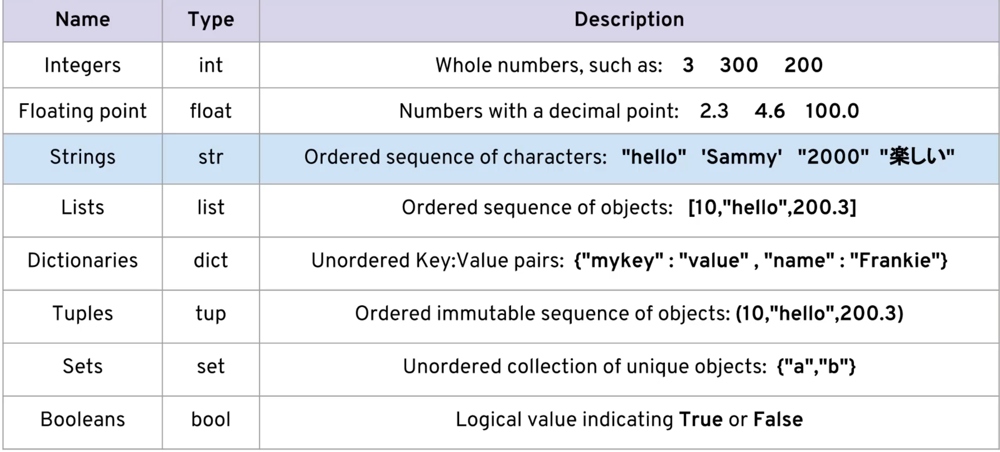 Name Type Description
Integers int Whole numbers, such as: 3 300 200
Floating point float Numbers with a decimal point: 2.3 4.6 100.0
Strings str Ordered sequence of characters: "hello" 'Sammy' "2000" "楽しい"
Lists list Ordered sequence of objects: [10,"hello",200.3]
Dictionaries dict Unordered Key:Value pairs: {"mykey" : "value" , "name" : "Frankie"}
Tuples tup Ordered immutable sequence of objects: (10,"hello",200.3)
Sets set Unordered collection of unique objects: {"a","b"}
Booleans bool Logical value indicating True or False